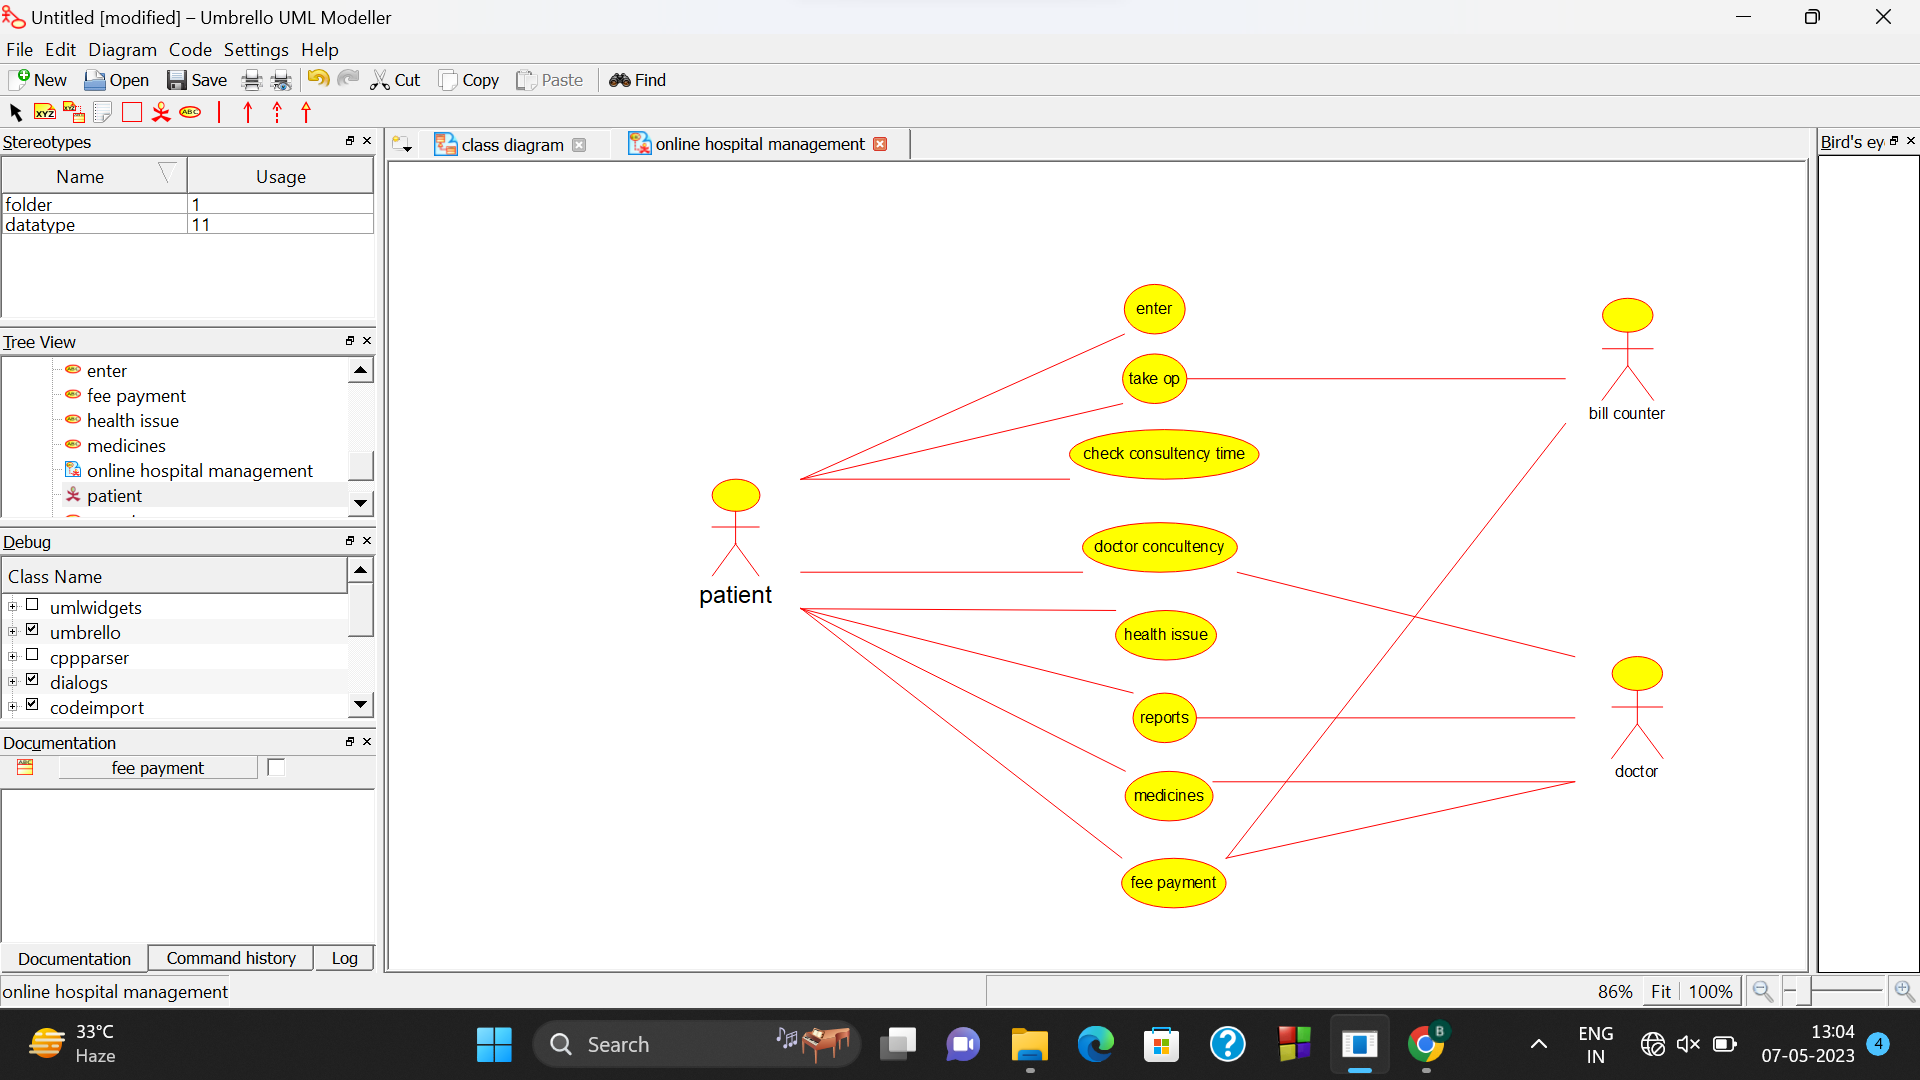 Untitled [modified] – Umbrello UML Modeller
File Edit Diagram Code Settings Help
New Open Save Cut Copy Paste Find
XYZ XYZ ABC
Stereotypes
Name Usage
folder 1
datatype 11
Tree View
enter
fee payment
health issue
medicines
online hospital management
patient
Debug
Class Name
umlwidgets
umbrello
cppparser
dialogs
codeimport
Documentation
fee payment
Documentation Command history Log
class diagram
online hospital management
enter
take op
check consultency time
doctor concultency
health issue
reports
medicines
fee payment
patient
bill counter
doctor
Bird's ey
online hospital management
86% Fit 100%
33°C
Haze
Search
B
ENG
IN
13:04
07-05-2023
4